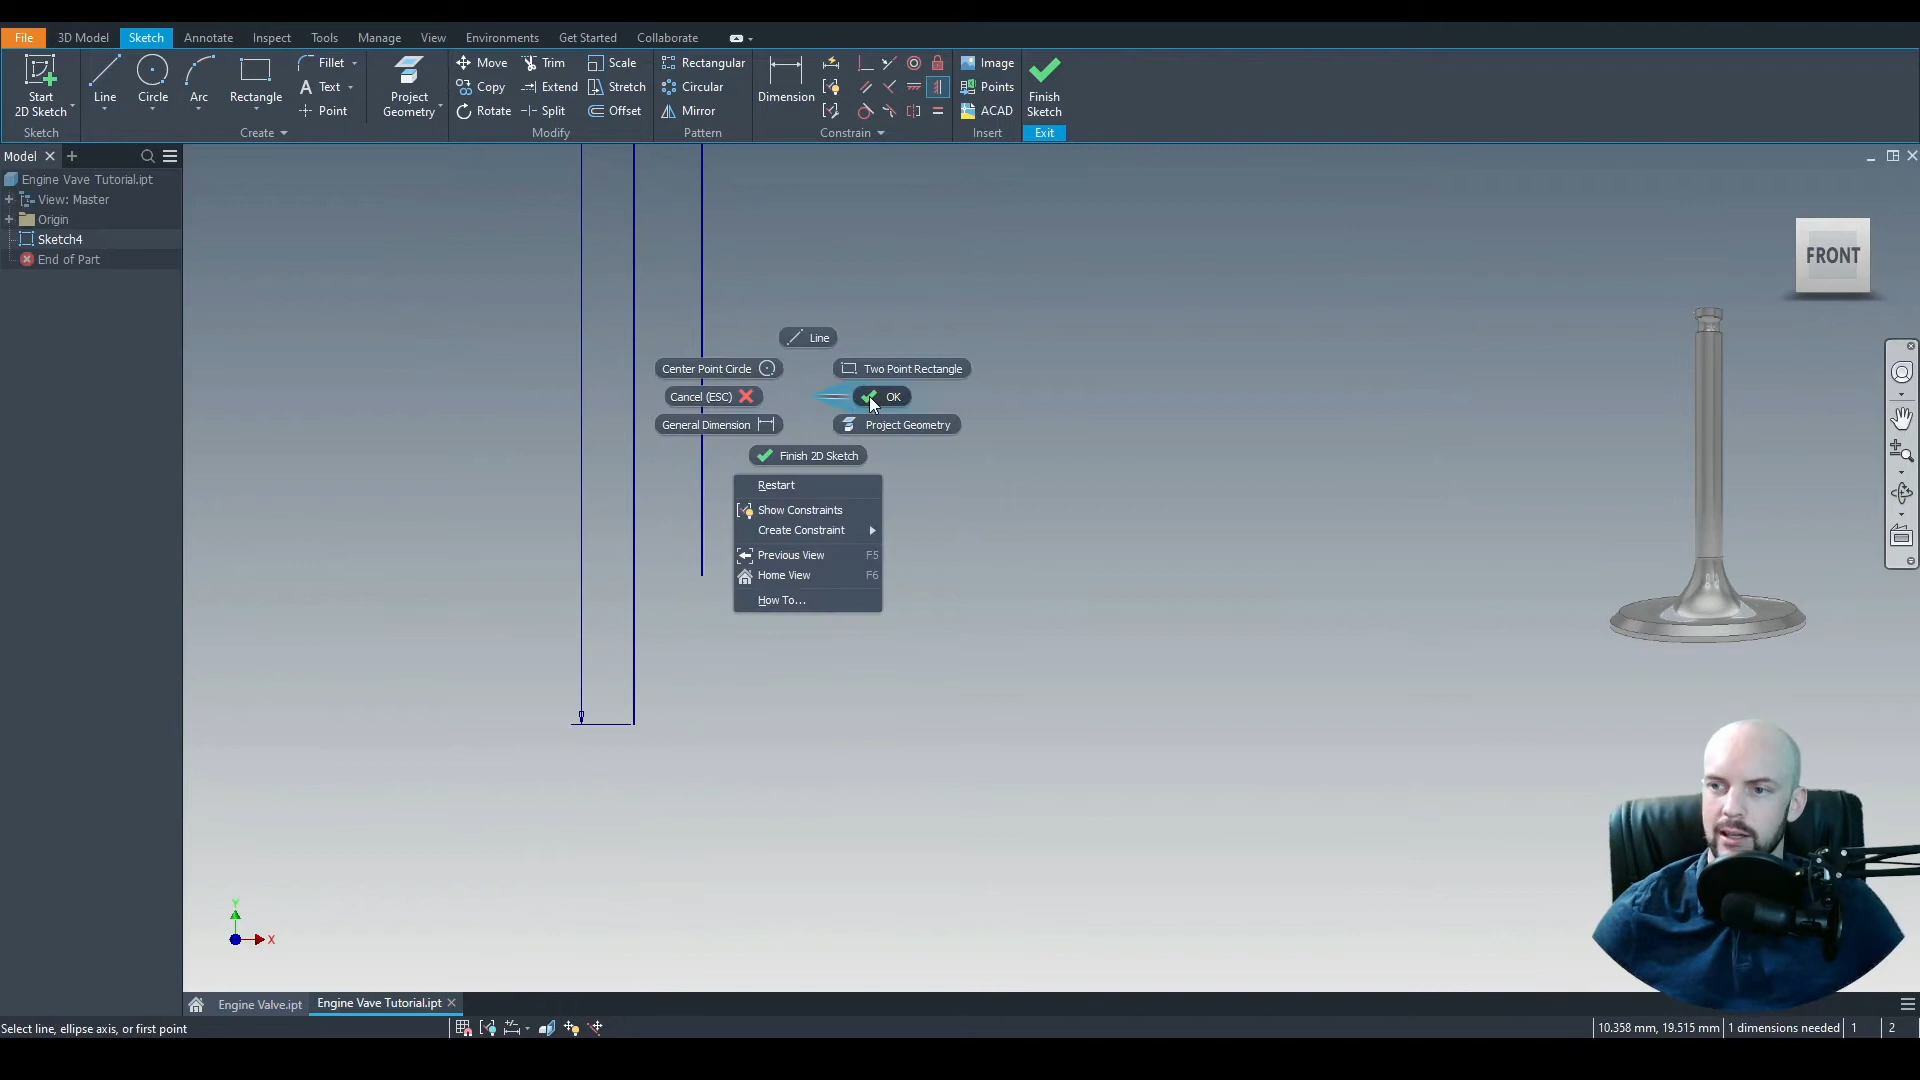 File 3D Model Sketch Annotate Inspect Tools Manage View Environments Get Started Collaborate
Start 2D Sketch Line Circle Arc Rectangle Fillet Text Point Project Geometry
Move Trim Scale
Copy Extend Stretch
Rotate Split Offset
Rectangular
Circular
Mirror
Dimension
Image
Points
ACAD
Finish Sketch
Sketch Create Modify Pattern Constrain Insert Exit
Model
Engine Vave Tutorial.ipt
View: Master
Origin
Sketch4
End of Part
FRONT
Line
Center Point Circle Two Point Rectangle
Cancel (ESC) OK
General Dimension Project Geometry
Finish 2D Sketch
Restart
Show Constraints
Create Constraint
Previous View F5
Home View F6
How To...
Y
X
Engine Valve.ipt Engine Vave Tutorial.ipt
Select line, ellipse axis, or first point
10.358 mm, 19.515 mm 1 dimensions needed 1 2